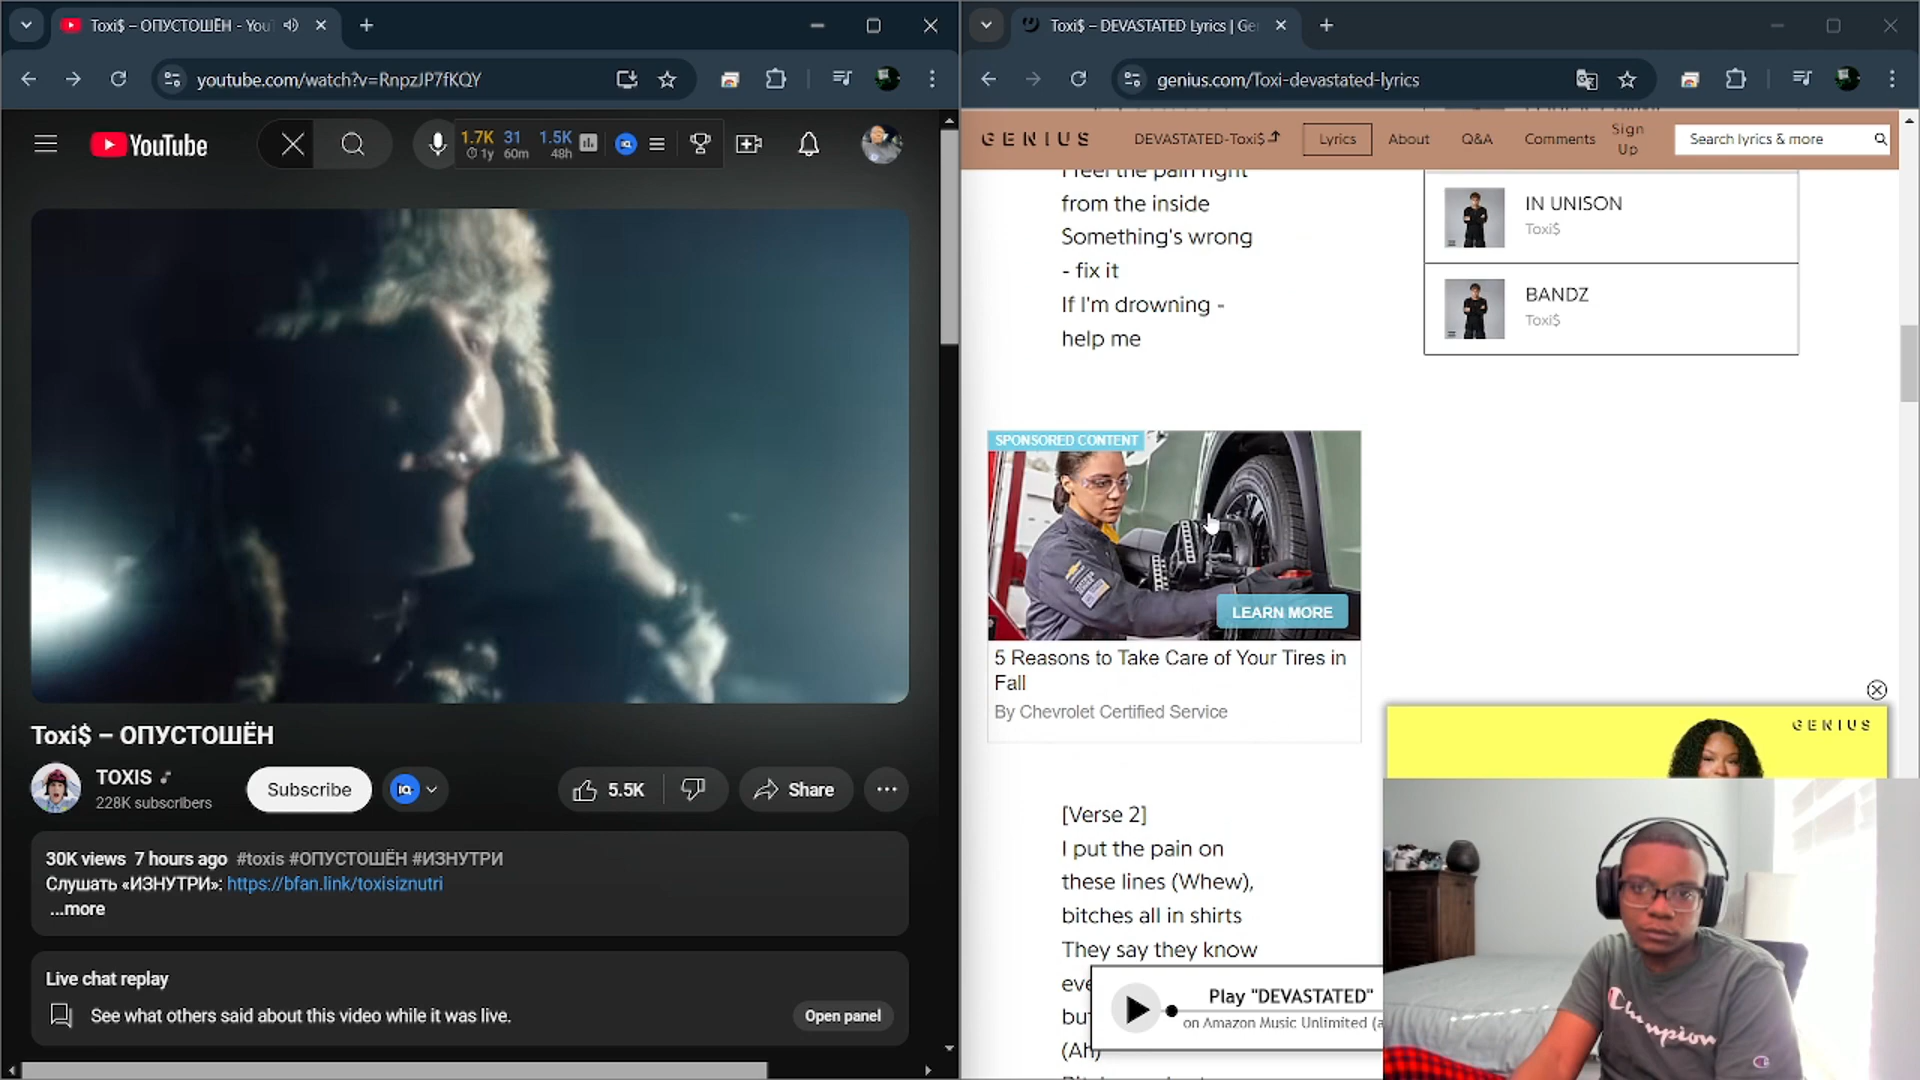 Toxi$ – ОПУСТОШЁН - You
youtube.com/watch?v=RnpzJP7fKQY
YouTube
1.7K 31 1.5K
1y 60m 48h
Toxi$ – ОПУСТОШЁН
TOXIS
228K subscribers
Subscribe
5.5K
Share
30K views 7 hours ago #toxis #ОПУСТОШЁН #ИЗНУТРИ
Слушать «ИЗНУТРИ»: https://bfan.link/toxisiznutri
...more
Live chat replay
See what others said about this video while it was live.
Open panel
Toxi$ – DEVASTATED Lyrics | Ge
genius.com/Toxi-devastated-lyrics
GENIUS
DEVASTATED-Toxi$
Lyrics
About
Q&A
Comments
Sign Up
Search lyrics & more
I feel the pain right
from the inside
Something's wrong
- fix it
If I'm drowning -
help me
IN UNISON
Toxi$
BANDZ
Toxi$
SPONSORED CONTENT
LEARN MORE
5 Reasons to Take Care of Your Tires in
Fall
By Chevrolet Certified Service
GENIUS
[Verse 2]
I put the pain on
these lines (Whew),
bitches all in shirts
They say they know
(Ah)
Play "DEVASTATED"
on Amazon Music Unlimited (a
Champion